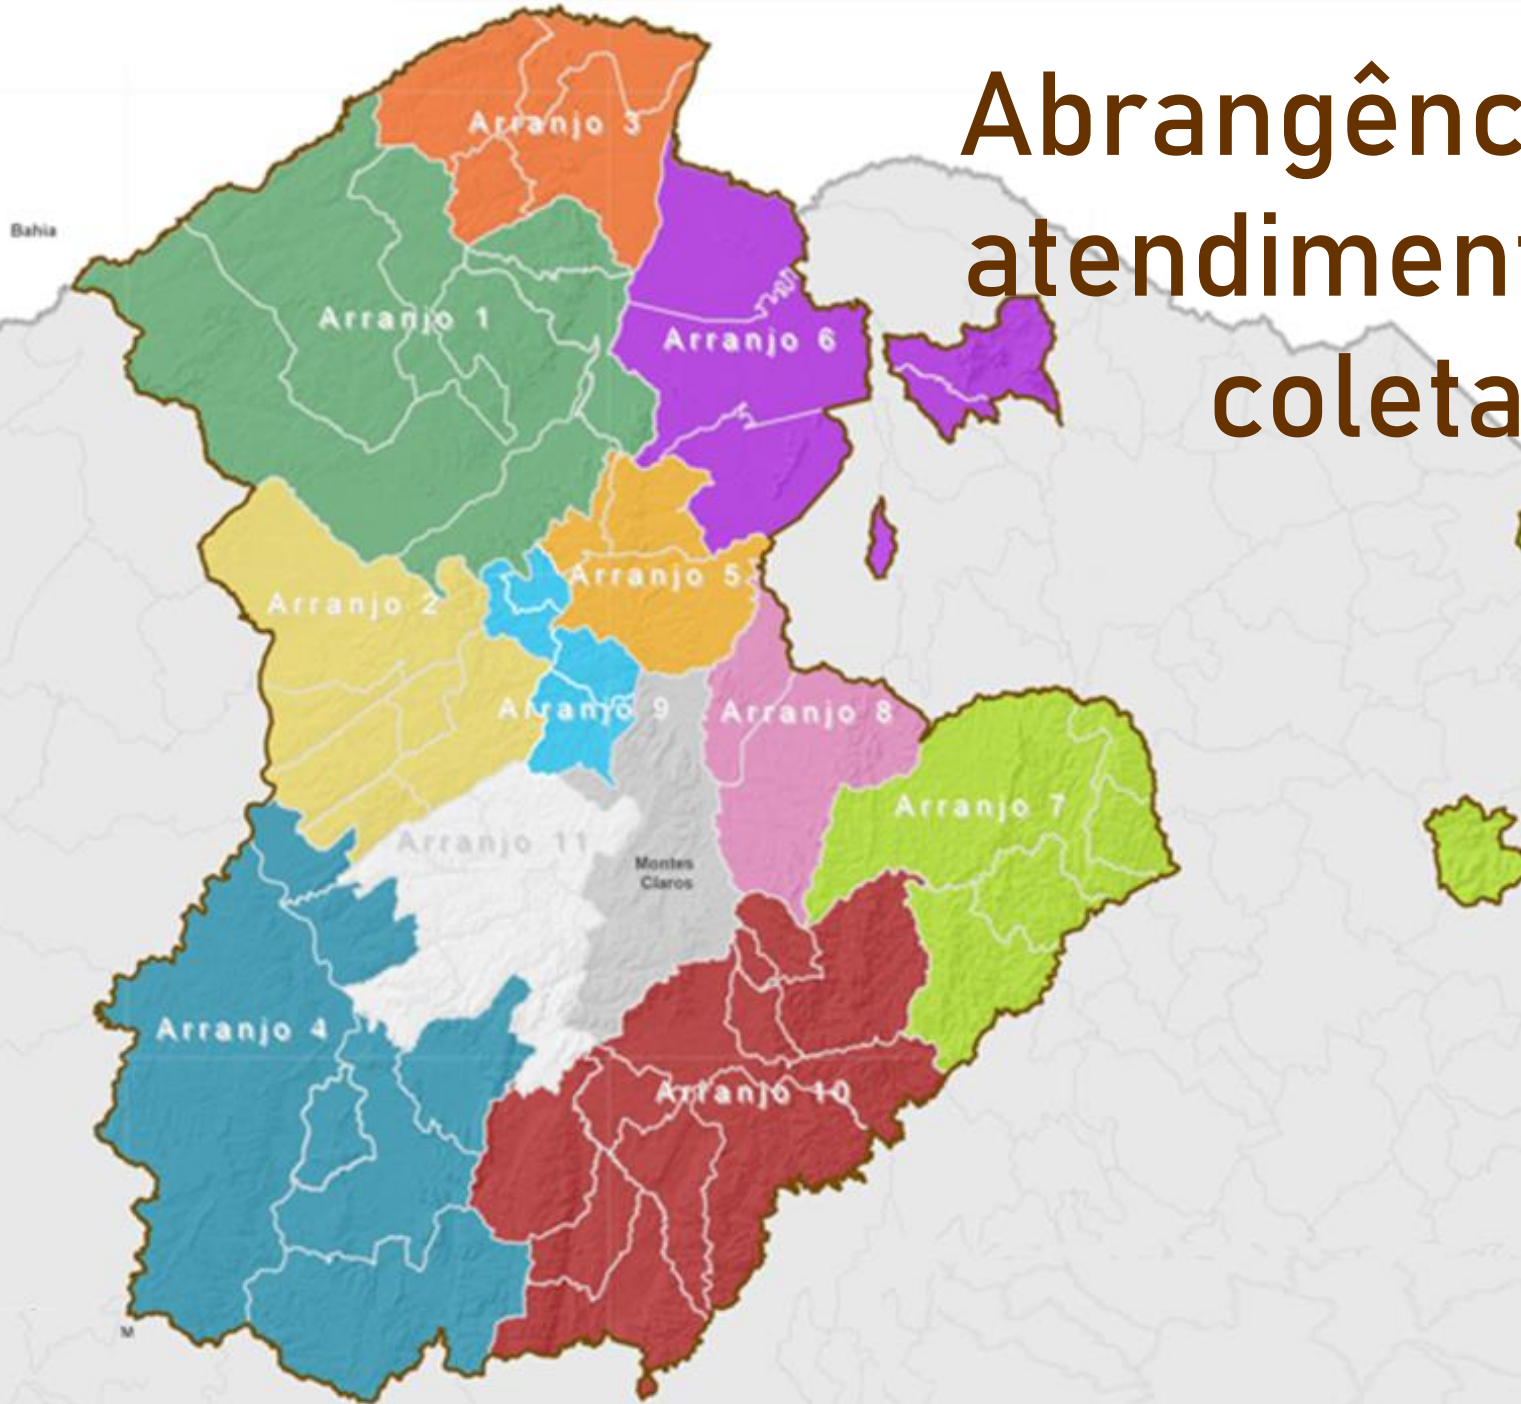 Abrangênc
atendiment
coleta
Bahia
Arranjo 3
Arranjo 1
Arranjo 6
Arranjo 5
Arranjo 2
Arranjo 9
Arranjo 8
Arranjo 7
Arranjo 11
Montes
Claros
Arranjo 4
Arranjo 10
M